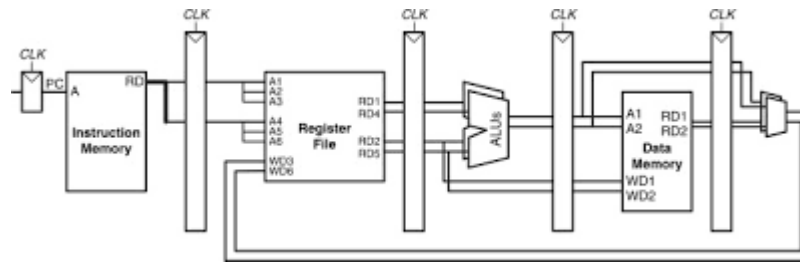 CLK
CLK
CLK
CLK
CLK
PC
A
RD
Instruction
Memory
A1
A2
A3
A4
A5
A6
WD3
WD6
RD1
RD4
Register
File
RD2
RD5
ALUs
A1
A2
RD1
RD2
Data
Memory
WD1
WD2